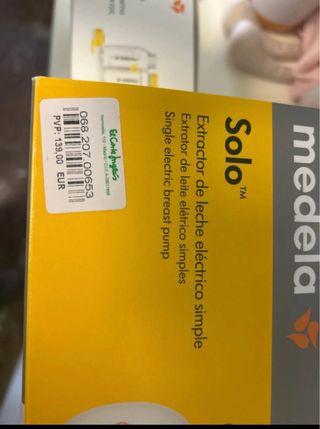 medela
Solo™
Extractor de leche eléctrico simple
Extrator de leite elétrico simples
Single electric breast pump
El Corte Inglés
068 207 00653
PVP: 139,00 EUR